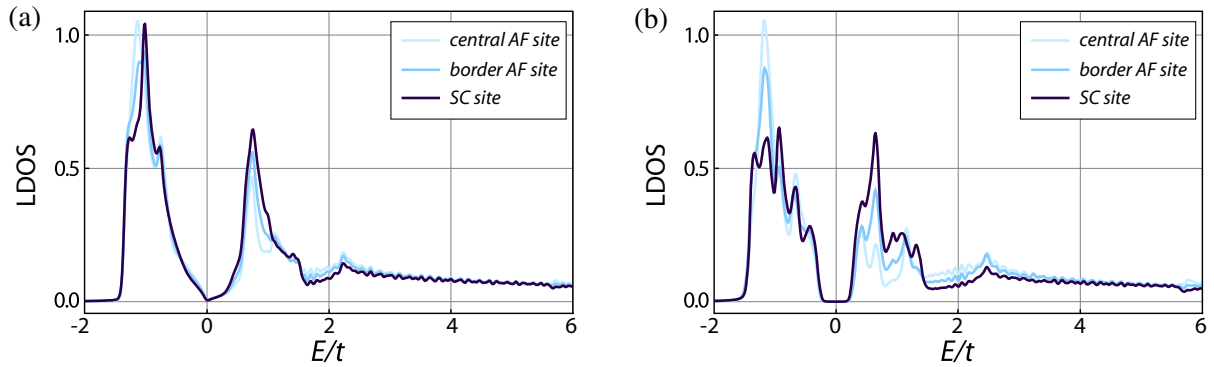 (a)
LDOS
1.0
0.5
0.0
-2
0
2
4
6
E/t
central AF site
border AF site
SC site
(b)
LDOS
1.0
0.5
0.0
-2
0
2
4
6
E/t
central AF site
border AF site
SC site